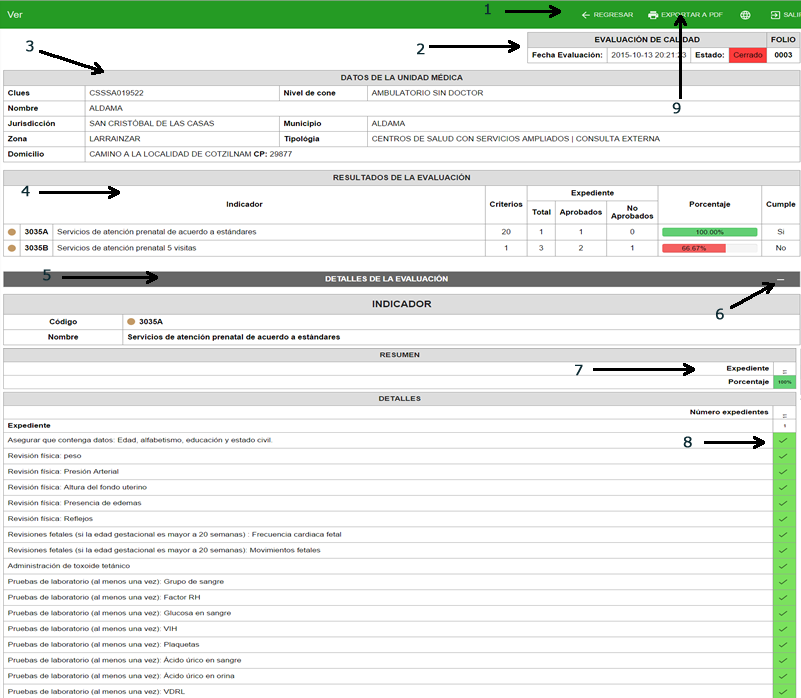 Ver
1
REGRESAR EXPORTAR A PDF SALIR
EVALUACIÓN DE CALIDAD FOLIO
2
Fecha Evaluación: 2015-10-13 20:21:23 Estado: Cerrado 0003
3
DATOS DE LA UNIDAD MÉDICA
9
Clues CSSSA019522 Nivel de cone AMBULATORIO SIN DOCTOR
Nombre ALDAMA
Jurisdicción SAN CRISTÓBAL DE LAS CASAS Municipio ALDAMA
Zona LARRAINZAR Tipológia CENTROS DE SALUD CON SERVICIOS AMPLIADOS | CONSULTA EXTERNA
Domicilio CAMINO A LA LOCALIDAD DE COTZILNAM CP: 29877
RESULTADOS DE LA EVALUACIÓN
4
Indicador Criterios Expediente Porcentaje Cumple
Total Aprobados No Aprobados
3035A Servicios de atención prenatal de acuerdo a estándares 20 1 1 0 100.00% Si
3035B Servicios de atención prenatal 5 visitas 1 3 2 1 66.67% No
5
DETALLES DE LA EVALUACIÓN
6
INDICADOR
Código 3035A
Nombre Servicios de atención prenatal de acuerdo a estándares
RESUMEN
7
Expediente
Porcentaje 100%
DETALLES
Número expedientes
Expediente
8
Asegurar que contenga datos: Edad, alfabetismo, educación y estado civil.
Revisión física: peso
Revisión física: Presión Arterial
Revisión física: Altura del fondo uterino
Revisión física: Presencia de edemas
Revisión física: Reflejos
Revisiones fetales (si la edad gestacional es mayor a 20 semanas) : Frecuencia cardiaca fetal
Revisiones fetales (si la edad gestacional es mayor a 20 semanas): Movimientos fetales
Administración de toxoide tetánico
Pruebas de laboratorio (al menos una vez): Grupo de sangre
Pruebas de laboratorio (al menos una vez): Factor RH
Pruebas de laboratorio (al menos una vez): Glucosa en sangre
Pruebas de laboratorio (al menos una vez): VIH
Pruebas de laboratorio (al menos una vez): Plaquetas
Pruebas de laboratorio (al menos una vez): Ácido úrico en sangre
Pruebas de laboratorio (al menos una vez): Ácido úrico en orina
Pruebas de laboratorio (al menos una vez): VDRL